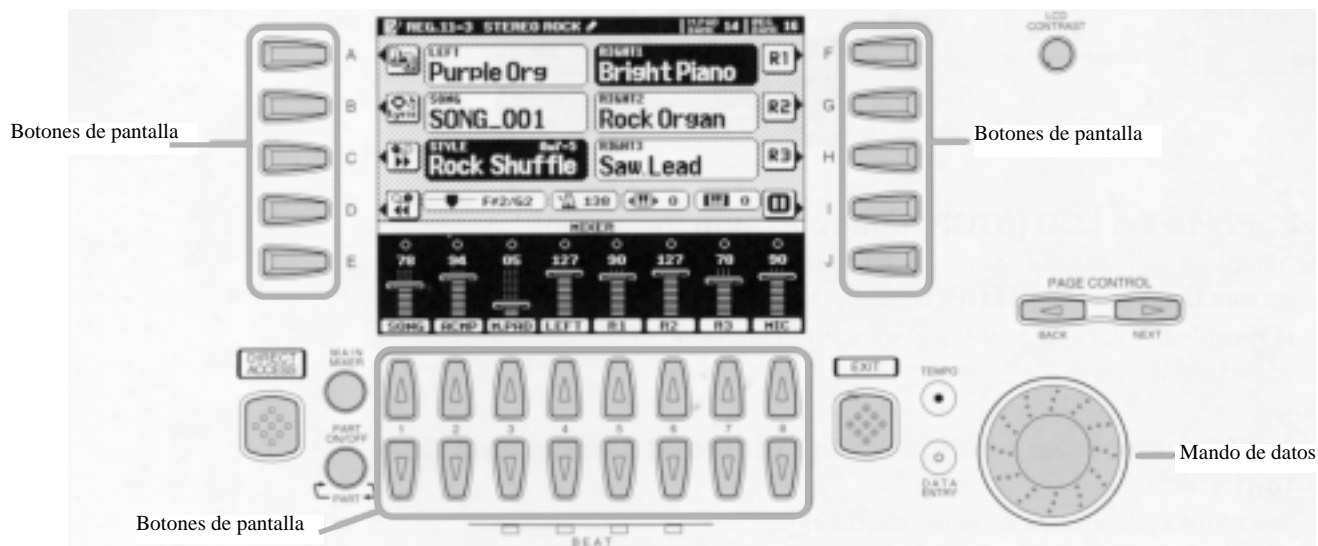 REG.11-3 STEREO ROCK
M.PAD BANK 14
REG. BANK 16
LCD CONTRAST
A
LEFT
Purple Org
RIGHT1
Bright Piano
R1
F
B
Lyric
SONG
SONG_001
RIGHT2
Rock Organ
R2
G
Botones de pantalla
Botones de pantalla
C
STYLE
Rock Shuffle
RIGHT3
Saw.Lead
R3
H
D
F#2/G2
138
0
0
I
MIXER
E
78
94
05
127
90
127
70
90
J
PAGE CONTROL
BACK
NEXT
SONG
ACMP
M.PAD
LEFT
R1
R2
R3
MIC
DIRECT ACCESS
MAIN MIXER
EXIT
TEMPO
1
2
3
4
5
6
7
8
PART ON/OFF
PART
DATA ENTRY
Mando de datos
Botones de pantalla
BEAT